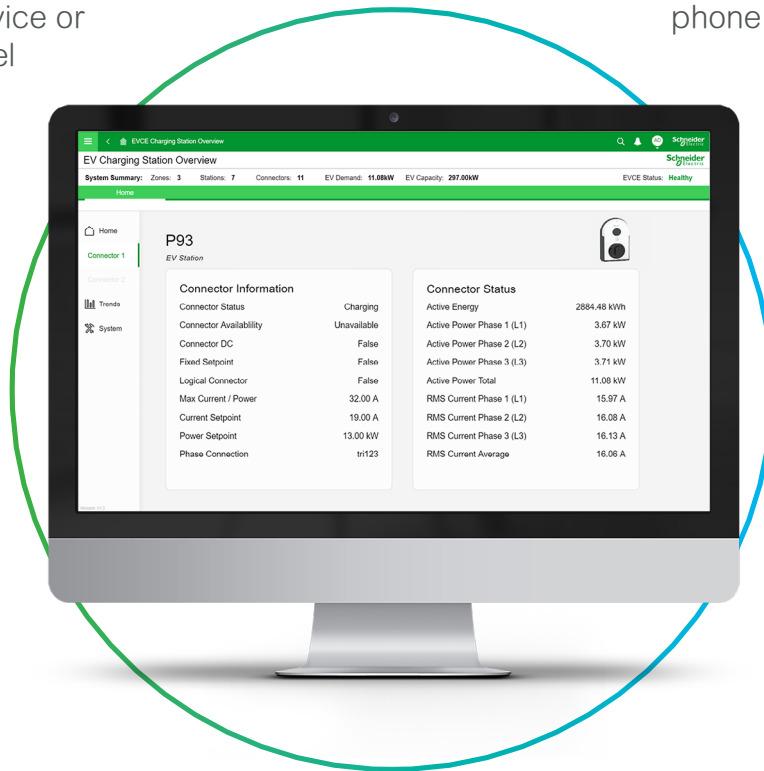 vice or
el
phone
EVCE Charging Station Overview
AO
Schneider
Electric
EV Charging Station Overview
Schneider
Electric
System Summary: Zones: 3 Stations: 7 Connectors: 11 EV Demand: 11.08kW EV Capacity: 297.00kW EVCE Status: Healthy
Home
Home
Connector 1
Connector 2
Trends
System
P93
EV Station
Connector Information
Connector Status Charging
Connector Availablility Unavailable
Connector DC False
Fixed Setpoint False
Logical Connector False
Max Current / Power 32.00 A
Current Setpoint 19.00 A
Power Setpoint 13.00 kW
Phase Connection tri123
Connector Status
Active Energy 2884.48 kWh
Active Power Phase 1 (L1) 3.67 kW
Active Power Phase 2 (L2) 3.70 kW
Active Power Phase 3 (L3) 3.71 kW
Active Power Total 11.08 kW
RMS Current Phase 1 (L1) 15.97 A
RMS Current Phase 2 (L2) 16.08 A
RMS Current Phase 3 (L3) 16.13 A
RMS Current Average 16.06 A